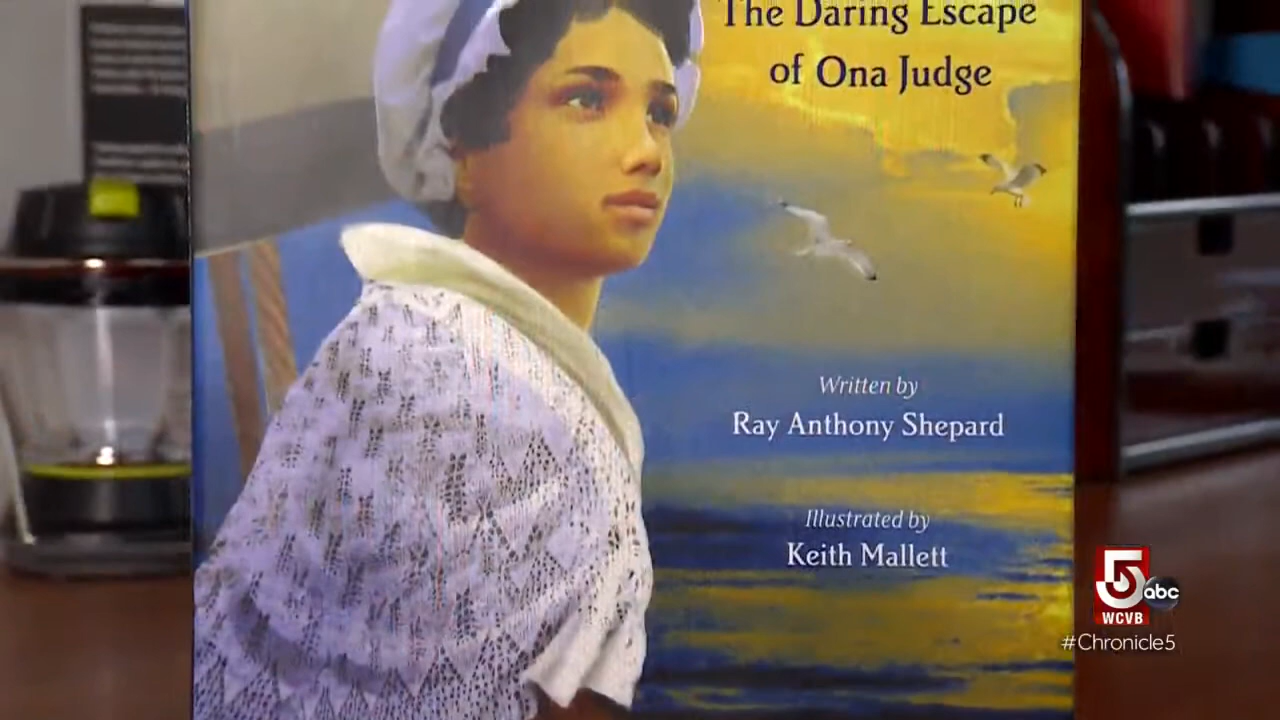 The Daring Escape
of Ona Judge
Written by
Ray Anthony Shepard
Illustrated by
Keith Mallett
5
abc
WCVB
#Chronicle5